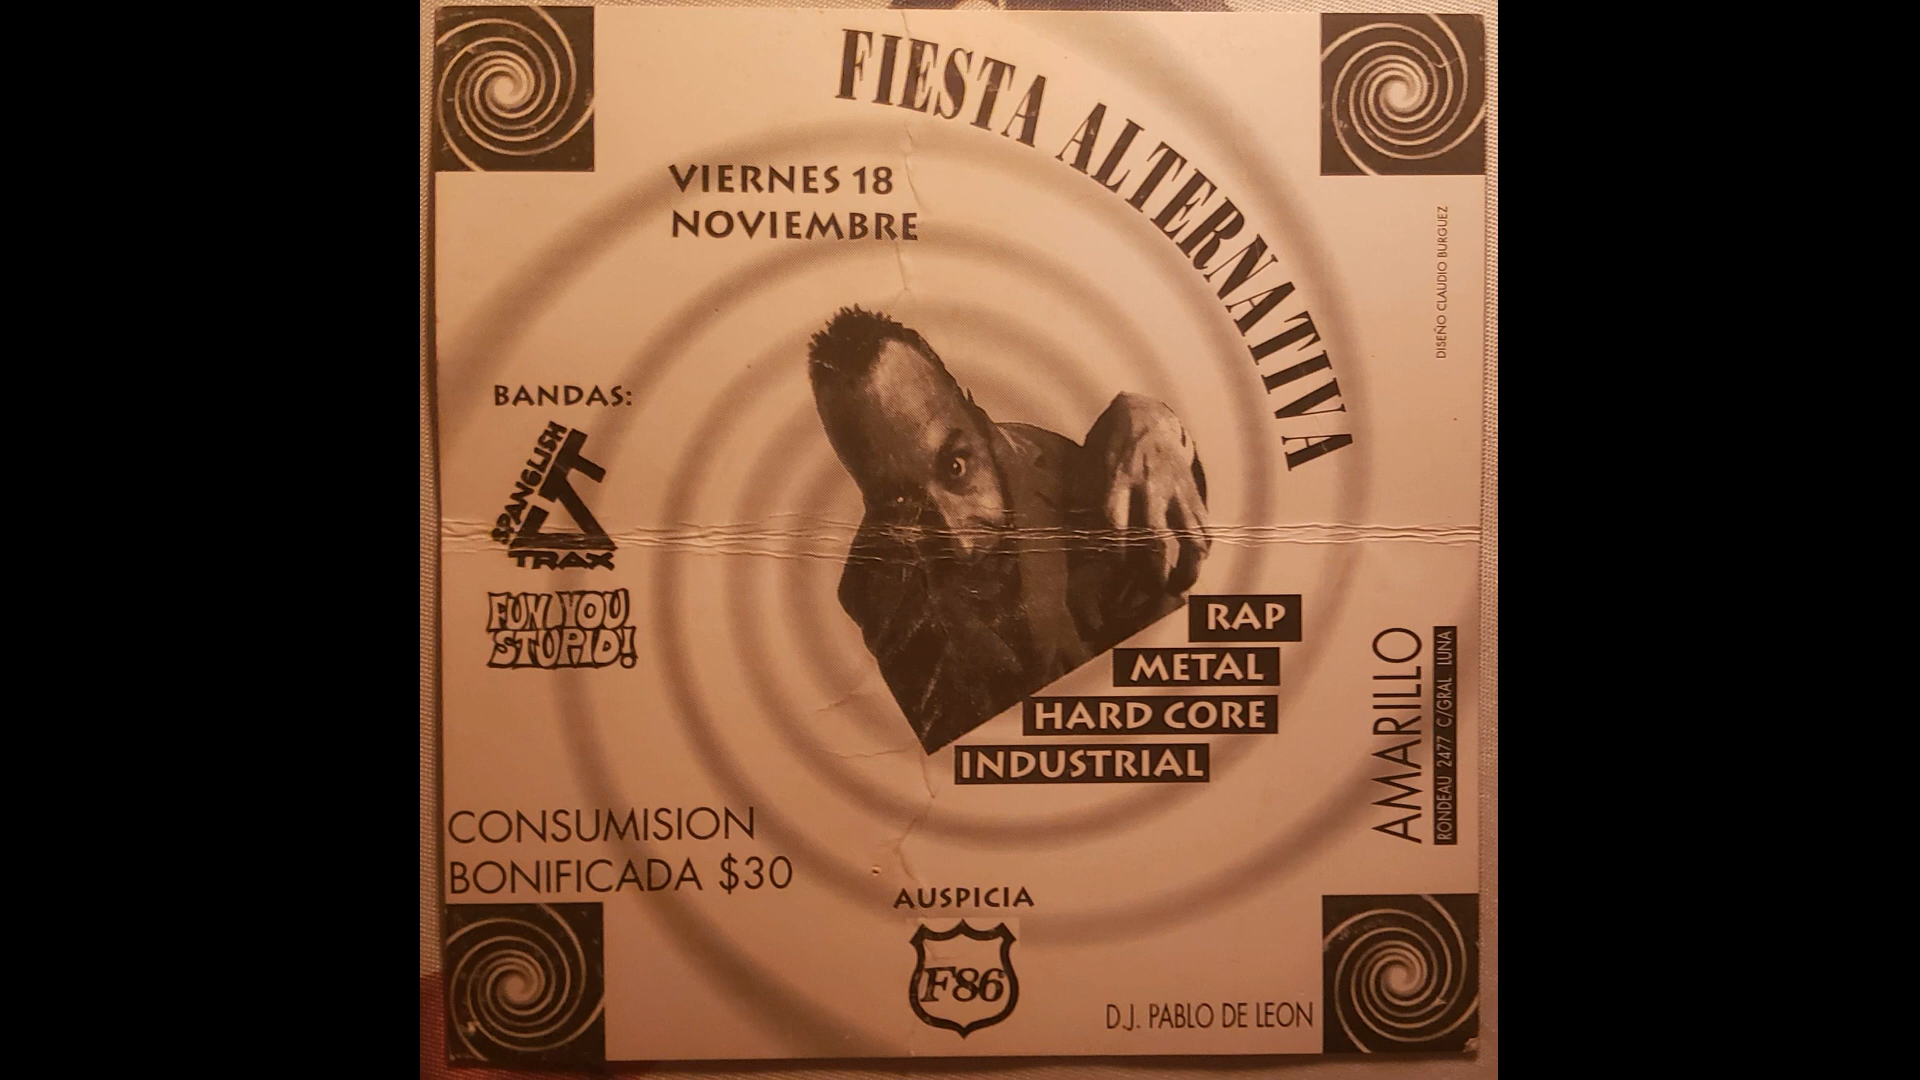 FIESTA ALTERNATIVA
VIERNES 18
NOVIEMBRE
DISEÑO CLAUDIO BURGUEZ
BANDAS:
SPANGLISH
TRAX
FUN YOU
STUPID!
RAP
METAL
HARD CORE
INDUSTRIAL
AMARILLO
RONDEAU 2477 C/GRAL LUNA
CONSUMISION
BONIFICADA $30
AUSPICIA
F86
D.J. PABLO DE LEON